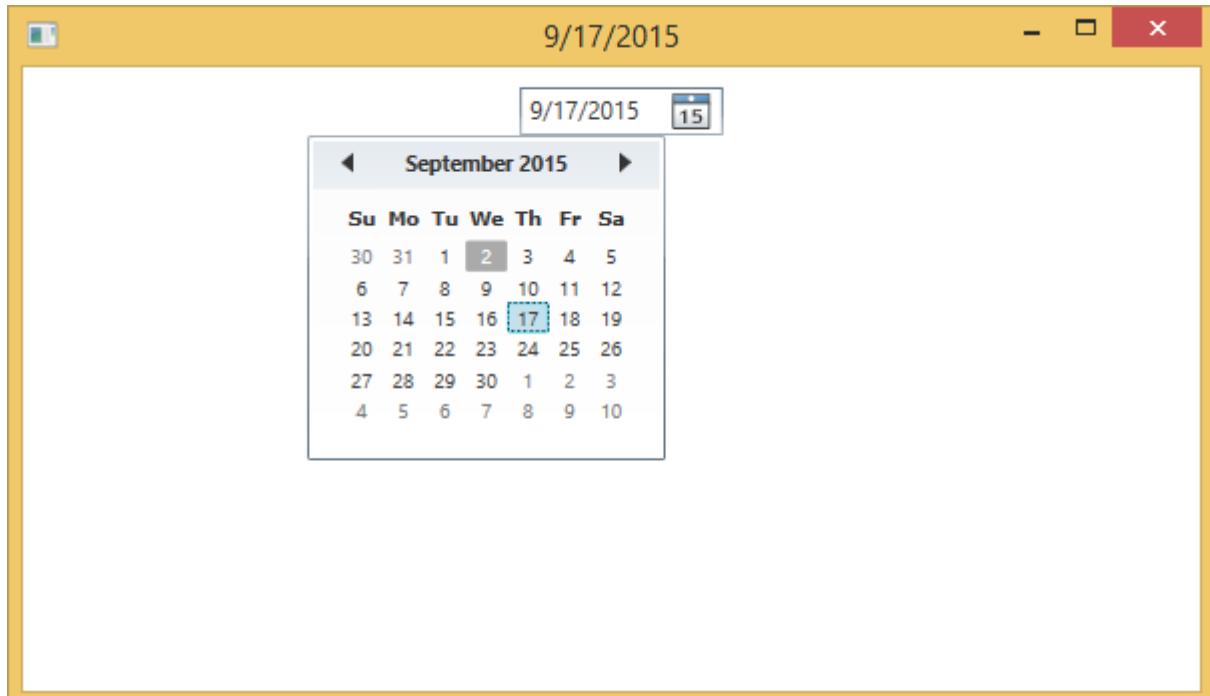 9/17/2015
9/17/2015 15
September 2015
Su Mo Tu We Th Fr Sa
30 31 1 2 3 4 5
6 7 8 9 10 11 12
13 14 15 16 17 18 19
20 21 22 23 24 25 26
27 28 29 30 1 2 3
4 5 6 7 8 9 10